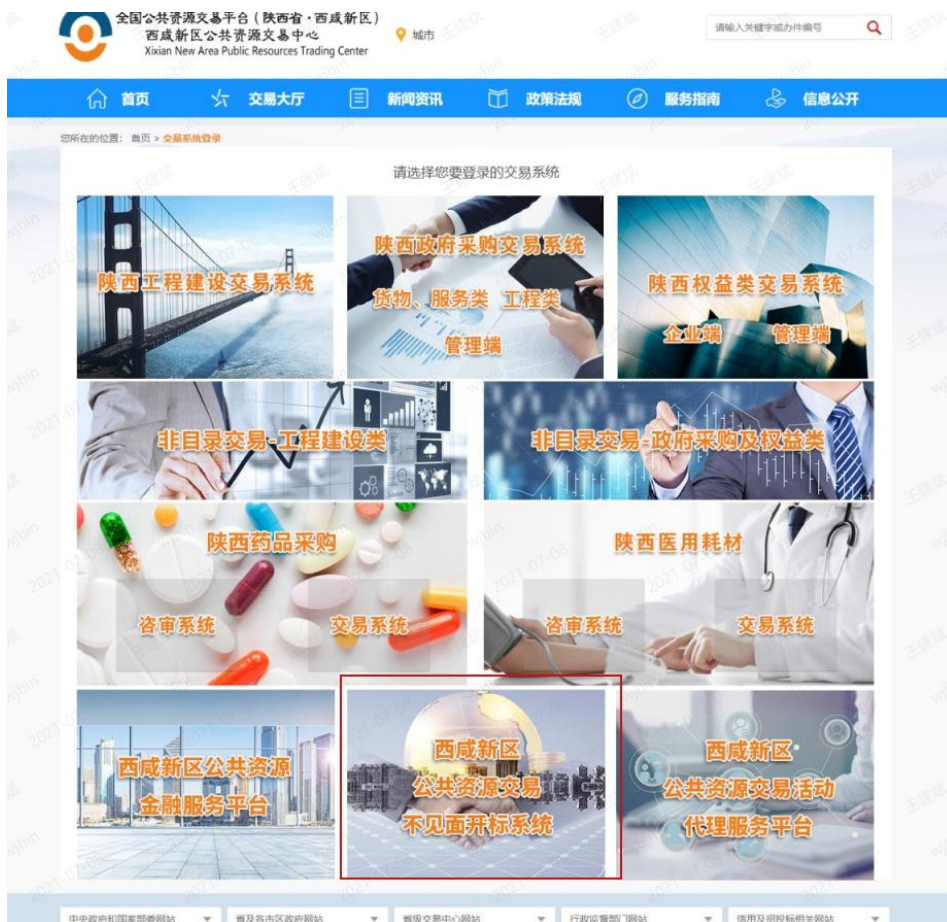 全国公共资源交易平台（陕西省·西咸新区）
西咸新区公共资源交易中心
Xixian New Area Public Resources Trading Center
城市
请输入关键字或办件编号
首页
交易大厅
新闻资讯
政策法规
服务指南
信息公开
您所在的位置： 首页 > 交易系统登录
请选择您要登录的交易系统
陕西工程建设交易系统
陕西政府采购交易系统
货物、服务类 工程类
管理端
陕西权益类交易系统
企业端 管理端
非目录交易-工程建设类
非目录交易-政府采购及权益类
陕西药品采购
咨审系统 交易系统
陕西医用耗材
咨审系统 交易系统
西咸新区公共资源
金融服务平台
西咸新区
公共资源交易
不见面开标系统
西咸新区
公共资源交易活动
代理服务平台
中央政府和国家部委网站
省及各市区政府网站
省级交易中心网站
行政监督部门网站
信用及招投标相关网站
王建斌
wjbin
2021-07-08